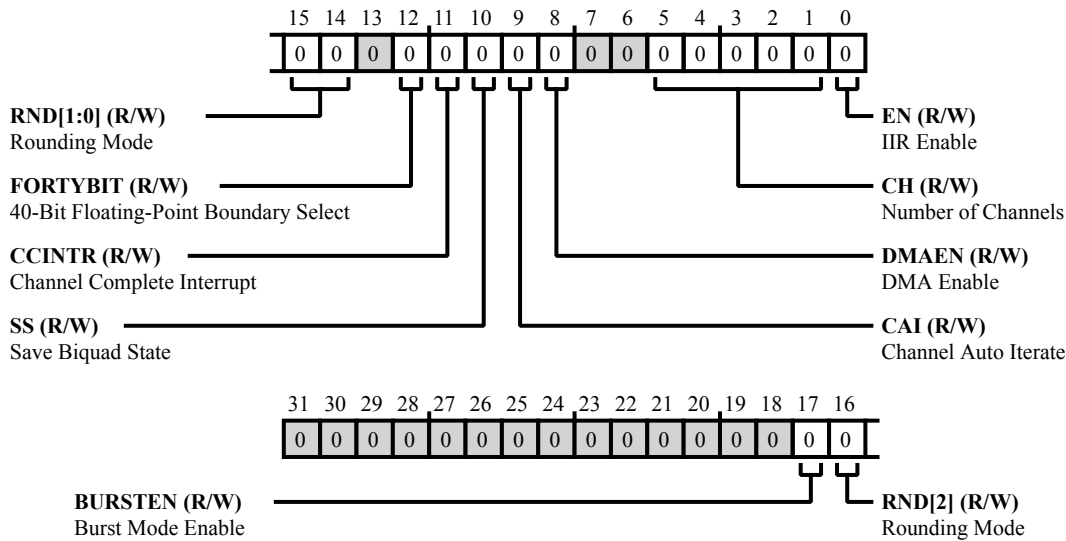 15 14 13 12 11 10 9 8 7 6 5 4 3 2 1 0
0 0 0 0 0 0 0 0 0 0 0 0 0 0 0 0
RND[1:0] (R/W)
Rounding Mode
EN (R/W)
IIR Enable
FORTYBIT (R/W)
40-Bit Floating-Point Boundary Select
CH (R/W)
Number of Channels
CCINTR (R/W)
Channel Complete Interrupt
DMAEN (R/W)
DMA Enable
SS (R/W)
Save Biquad State
CAI (R/W)
Channel Auto Iterate
31 30 29 28 27 26 25 24 23 22 21 20 19 18 17 16
0 0 0 0 0 0 0 0 0 0 0 0 0 0 0 0
BURSTEN (R/W)
Burst Mode Enable
RND[2] (R/W)
Rounding Mode